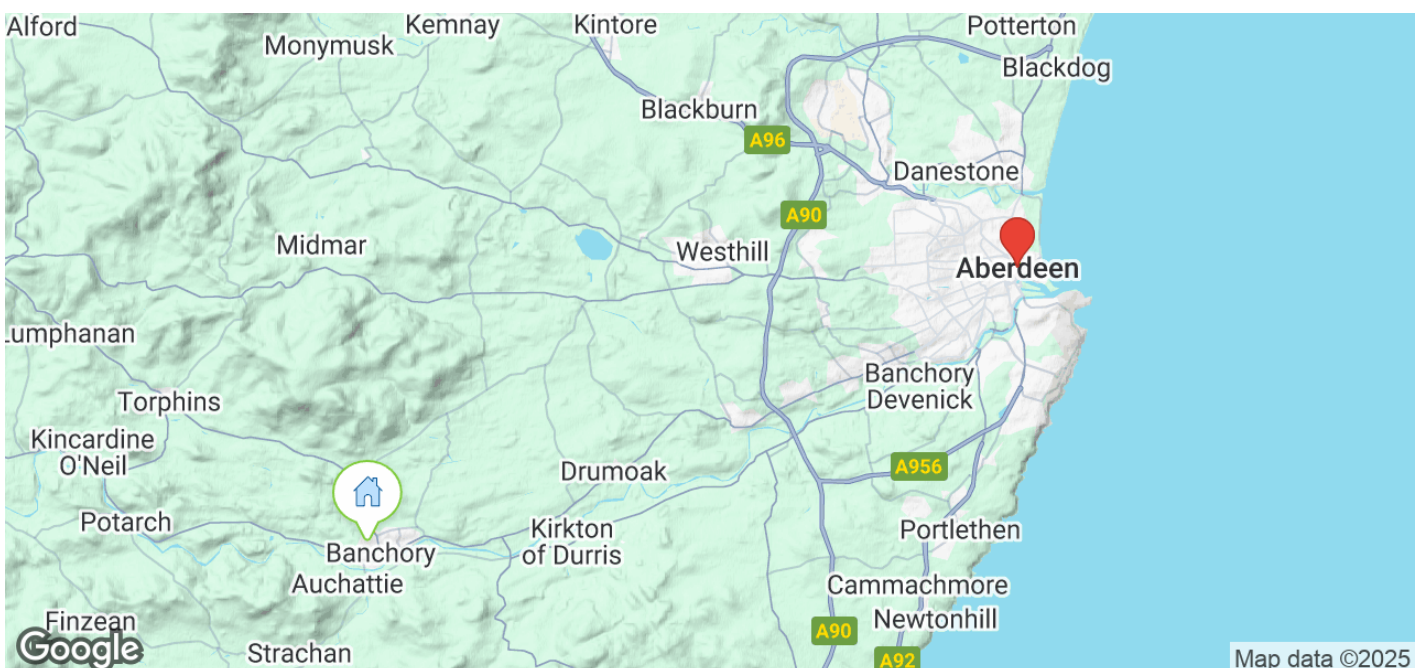 Alford
Kemnay
Kintore
Potterton
Monymusk
Blackdog
Blackburn
A96
Danestone
A90
Midmar
Westhill
Aberdeen
Lumphanan
Banchory
Devenick
Torphins
Kincardine
O'Neil
Drumoak
A956
Potarch
Kirkton
of Durris
Portlethen
Banchory
Auchattie
Cammachmore
Finzean
Newtonhill
A90
Google
Strachan
A92
Map data ©2025